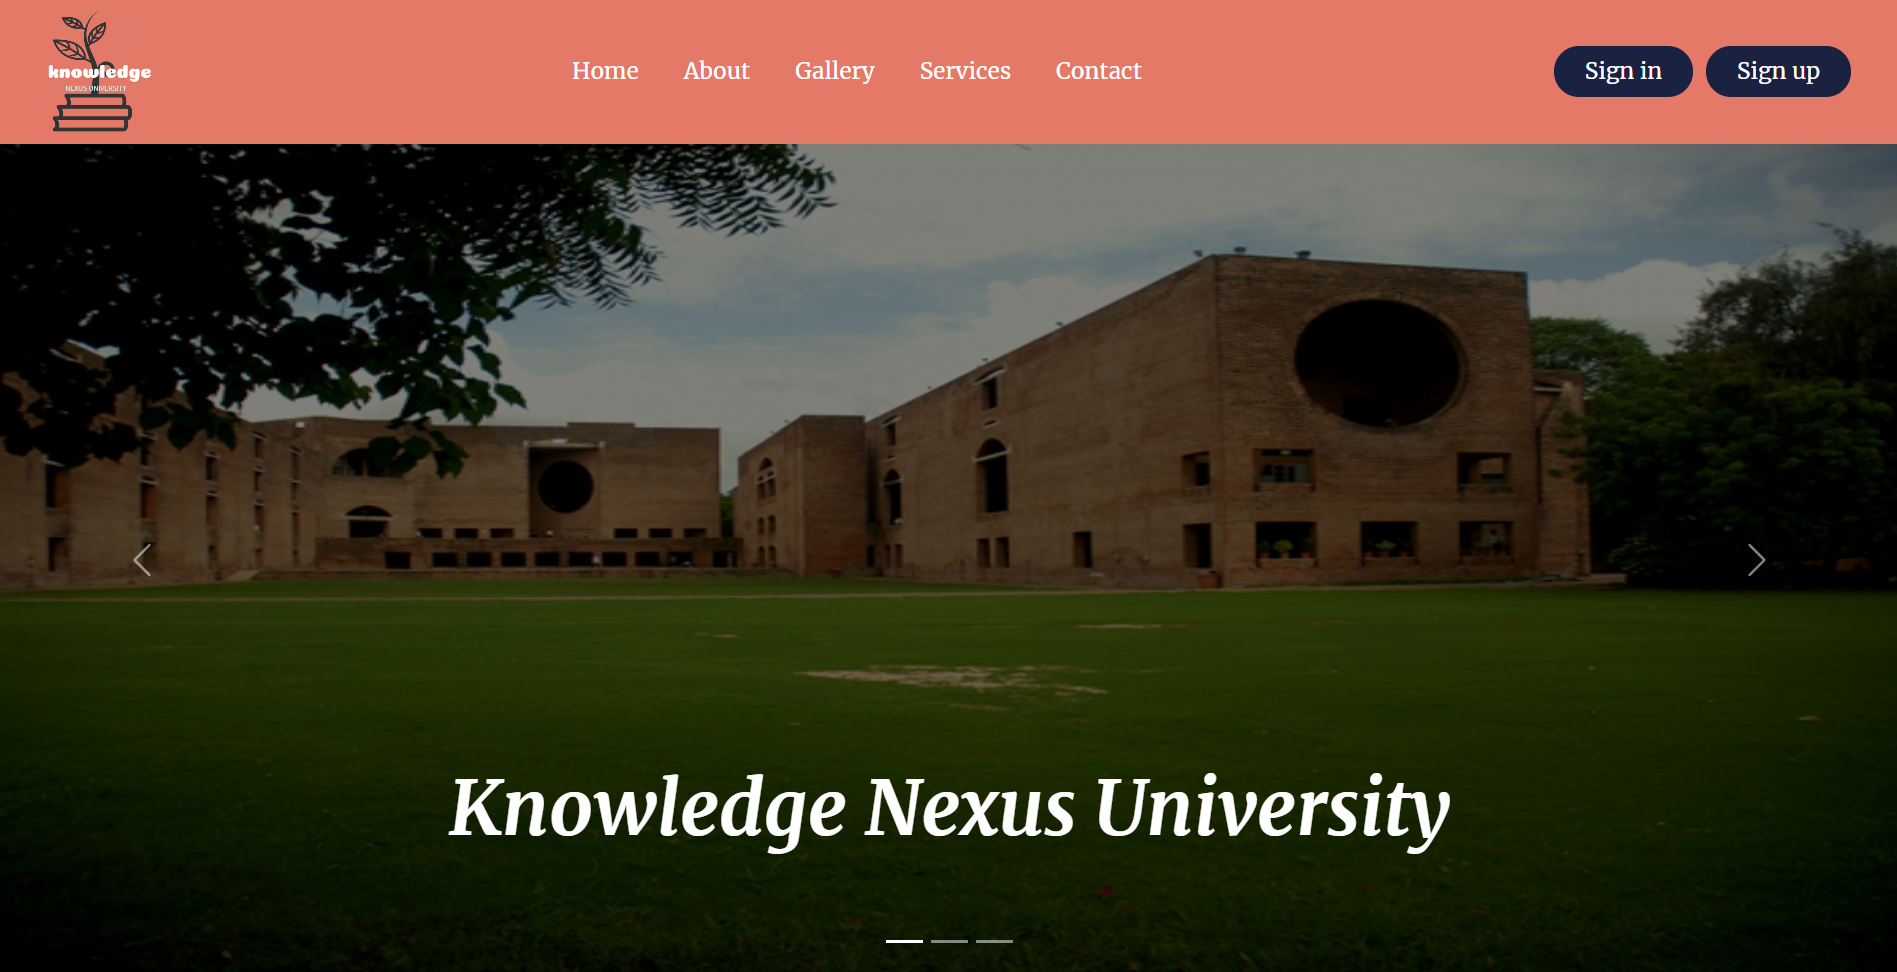 knowledge
NEXUS UNIVERSITY
Home
About
Gallery
Services
Contact
Sign in
Sign up
Knowledge Nexus University